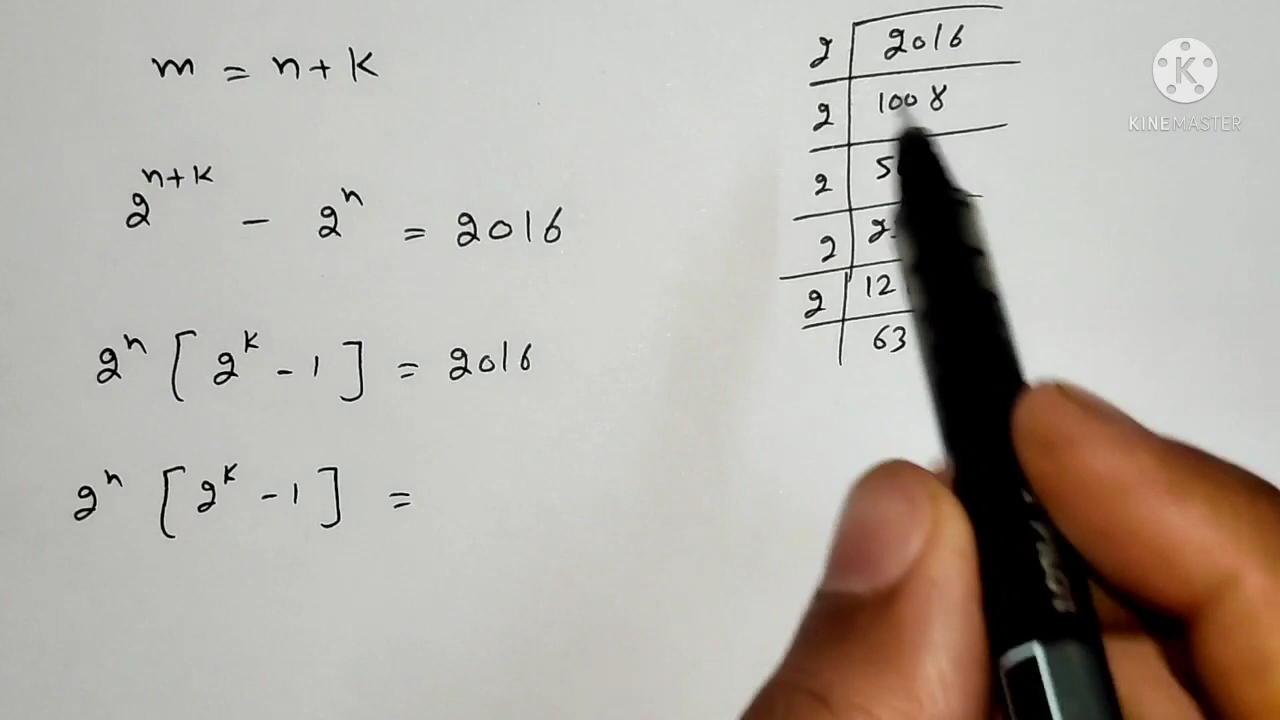 m = n+k
2^{n+k} - 2^n = 2016
2^n [2^k - 1] = 2016
2^n [2^k - 1] =
2 | 2016
2 | 1008
2
2
2
63
K
KINEMASTER